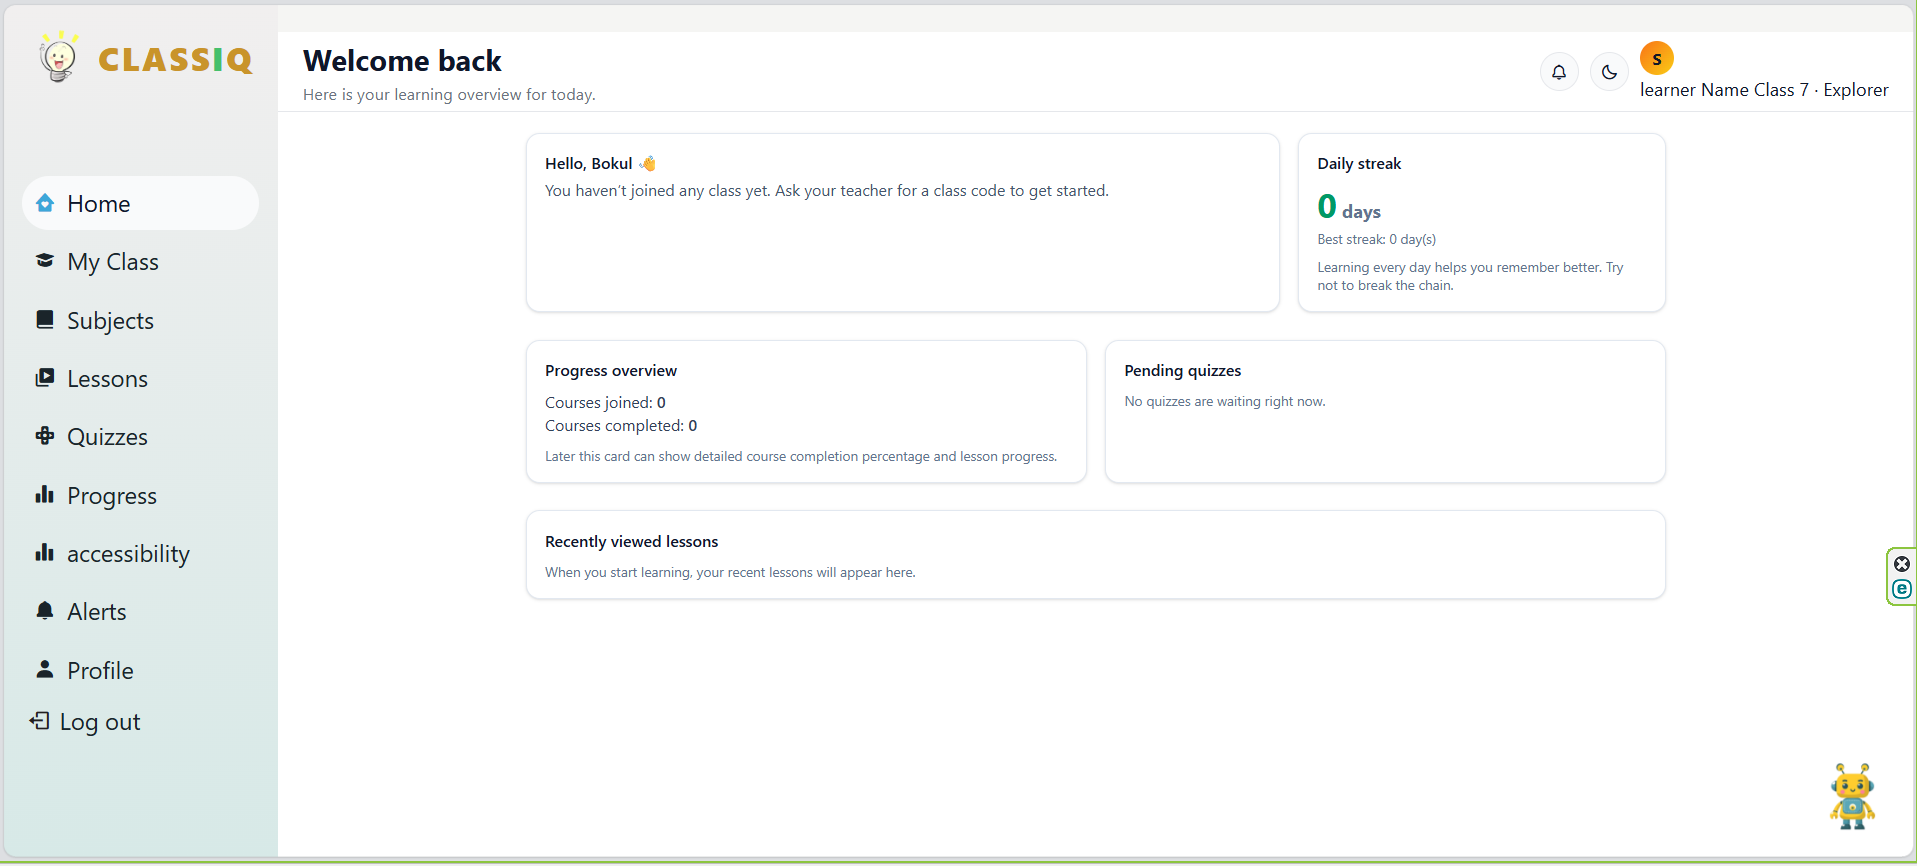 CLASSIQ
Home
My Class
Subjects
Lessons
Quizzes
Progress
accessibility
Alerts
Profile
Log out
Welcome back
Here is your learning overview for today.
S
learner Name Class 7 · Explorer
Hello, Bokul 👋
You haven’t joined any class yet. Ask your teacher for a class code to get started.
Daily streak
0 days
Best streak: 0 day(s)
Learning every day helps you remember better. Try
not to break the chain.
Progress overview
Courses joined: 0
Courses completed: 0
Later this card can show detailed course completion percentage and lesson progress.
Pending quizzes
No quizzes are waiting right now.
Recently viewed lessons
When you start learning, your recent lessons will appear here.
e